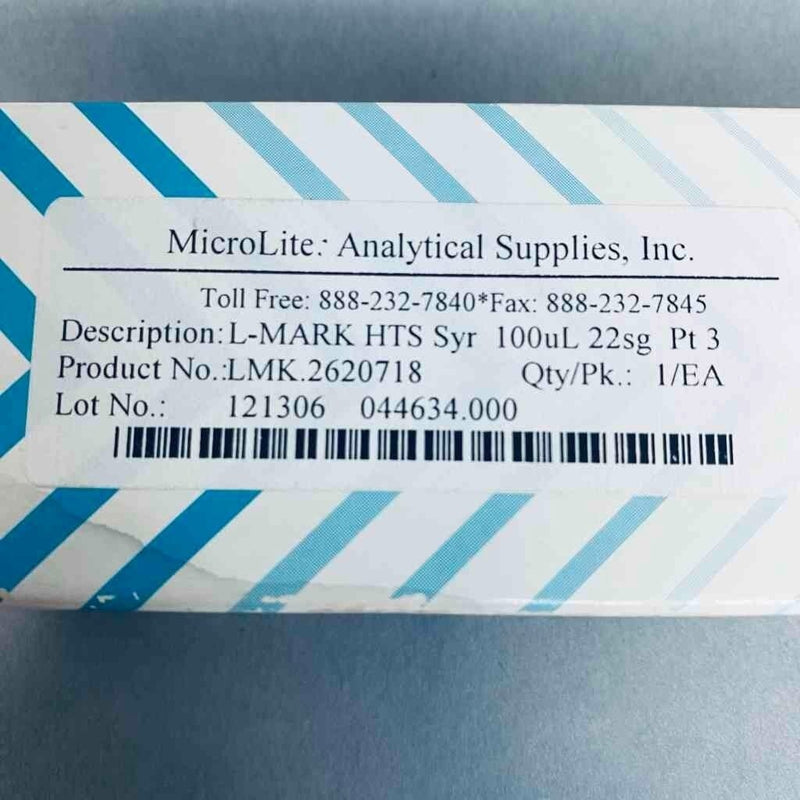 MicroLite: Analytical Supplies, Inc.
Toll Free: 888-232-7840*Fax: 888-232-7845
Description: L-MARK HTS Syr 100uL 22sg Pt 3
Product No.: LMK.2620718 Qty/Pk.: 1/EA
Lot No.: 121306 044634.000